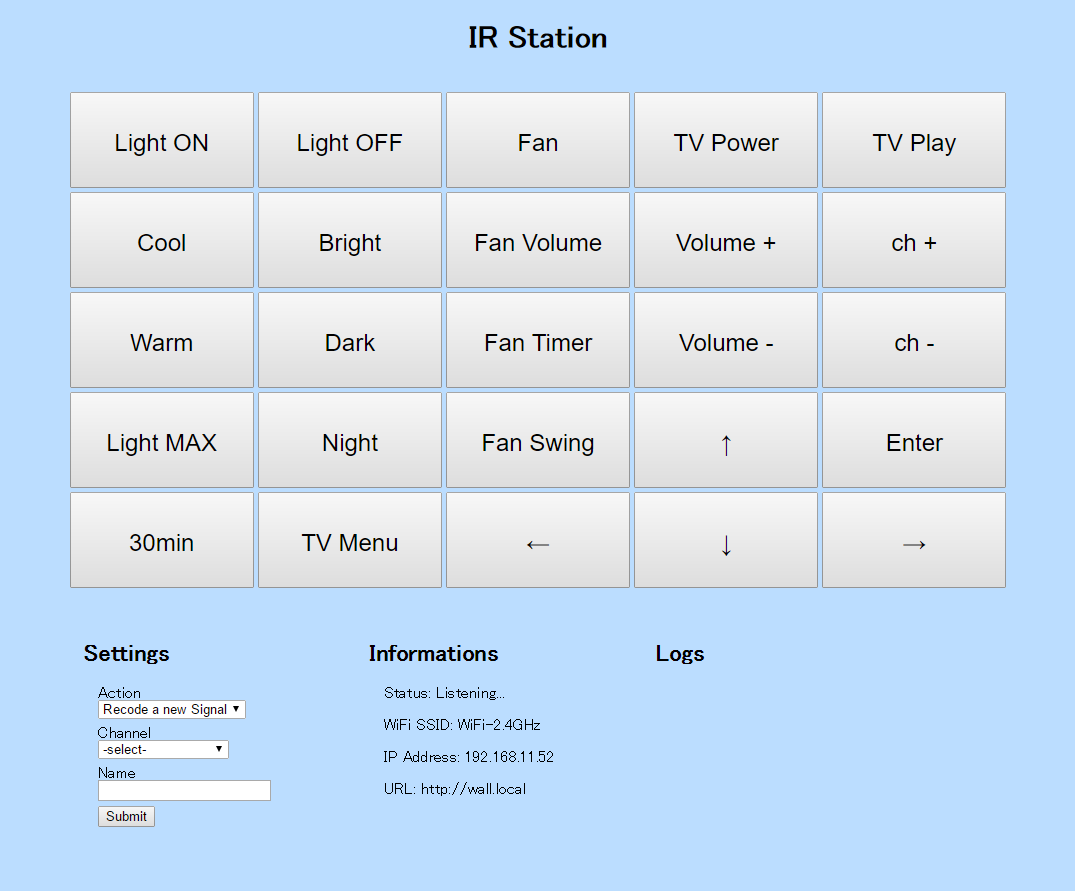 IR Station
Light ON Light OFF Fan TV Power TV Play
Cool Bright Fan Volume Volume + ch +
Warm Dark Fan Timer Volume - ch -
Light MAX Night Fan Swing ↑ Enter
30min TV Menu ← ↓ →
Settings
Action
Recode a new Signal
Channel
-select-
Name
Submit
Informations
Status: Listening...
WiFi SSID: WiFi-2.4GHz
IP Address: 192.168.11.52
URL: http://wall.local
Logs